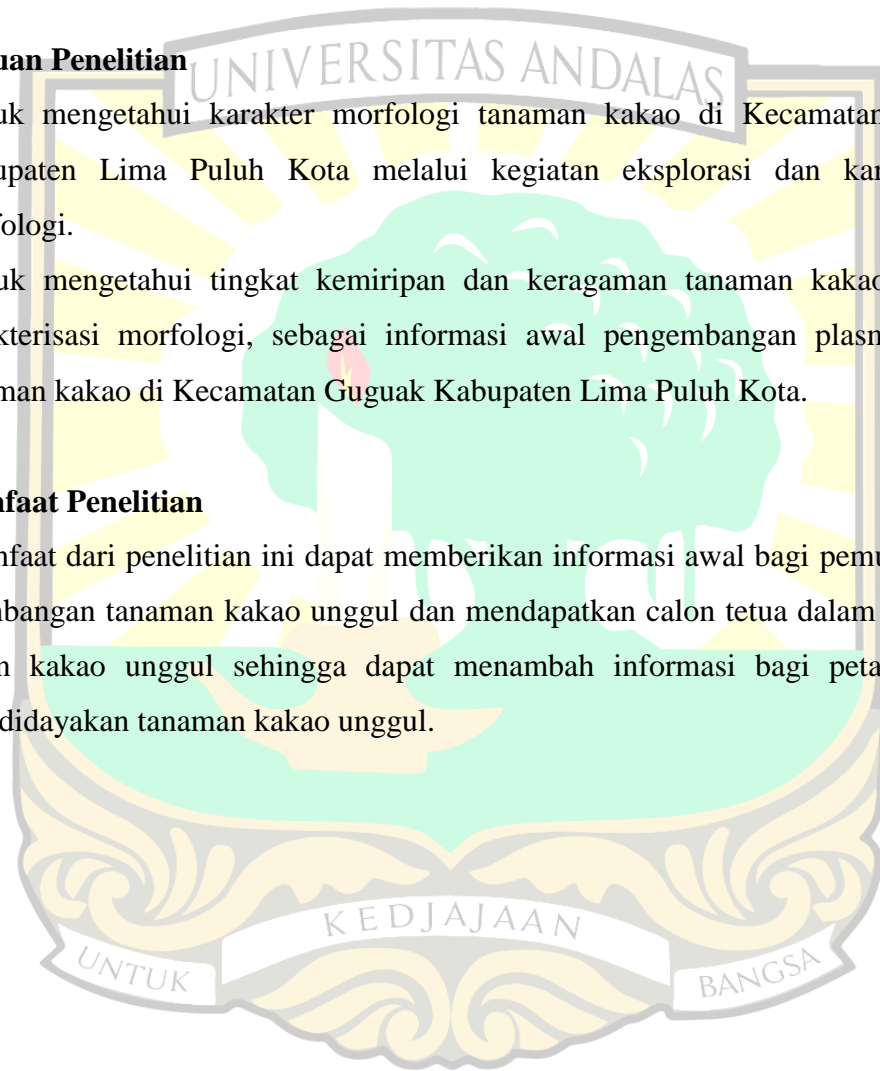 UNIVERSITAS ANDALAS
uan Penelitian
uk mengetahui karakter morfologi tanaman kakao di Kecamatan
upaten Lima Puluh Kota melalui kegiatan eksplorasi dan kar
fologi.
uk mengetahui tingkat kemiripan dan keragaman tanaman kakao
kterisasi morfologi, sebagai informasi awal pengembangan plasn
man kakao di Kecamatan Guguak Kabupaten Lima Puluh Kota.
nfaat Penelitian
nfaat dari penelitian ini dapat memberikan informasi awal bagi pemu
nbangan tanaman kakao unggul dan mendapatkan calon tetua dalam
n kakao unggul sehingga dapat menambah informasi bagi peta
didayakan tanaman kakao unggul.
UNTUK KEDJAJAAN BANGSA